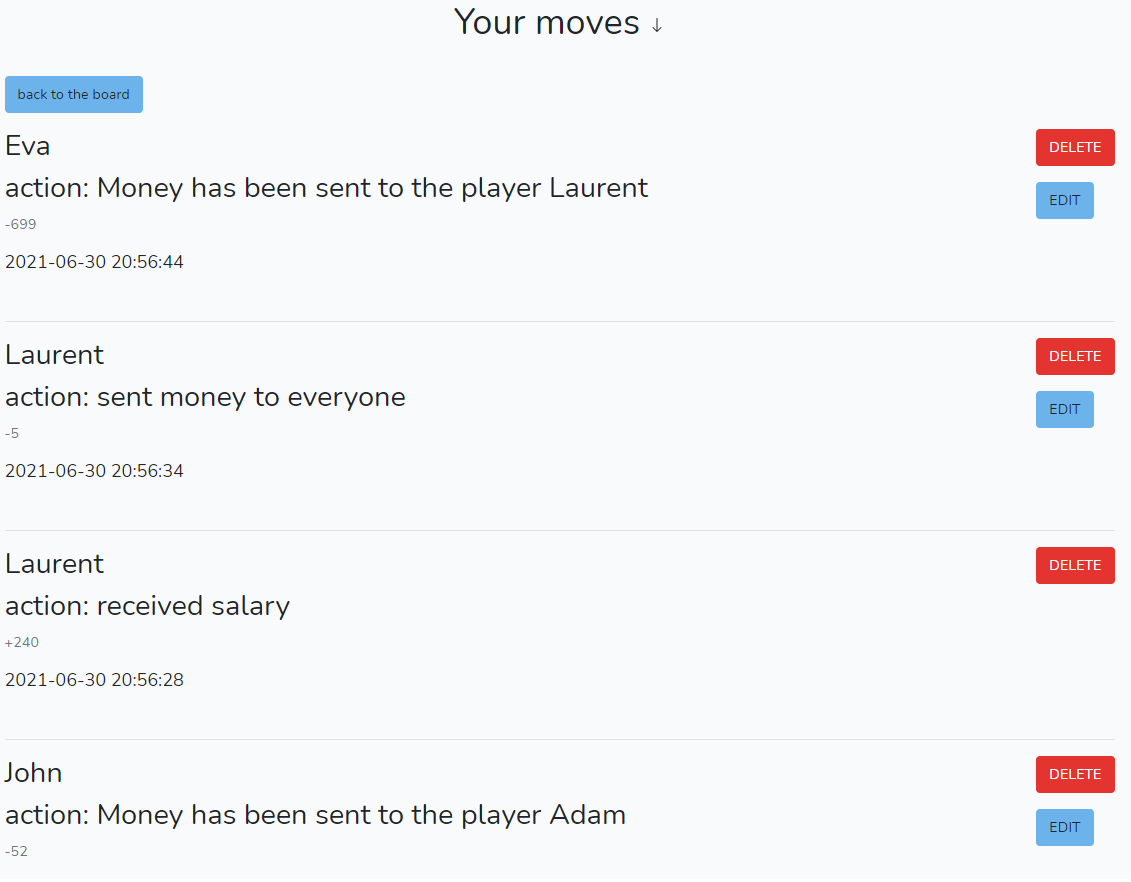 Your moves ↓
back to the board
Eva
DELETE
action: Money has been sent to the player Laurent
EDIT
-699
2021-06-30 20:56:44
Laurent
DELETE
action: sent money to everyone
EDIT
-5
2021-06-30 20:56:34
Laurent
DELETE
action: received salary
+240
2021-06-30 20:56:28
John
DELETE
action: Money has been sent to the player Adam
EDIT
-52